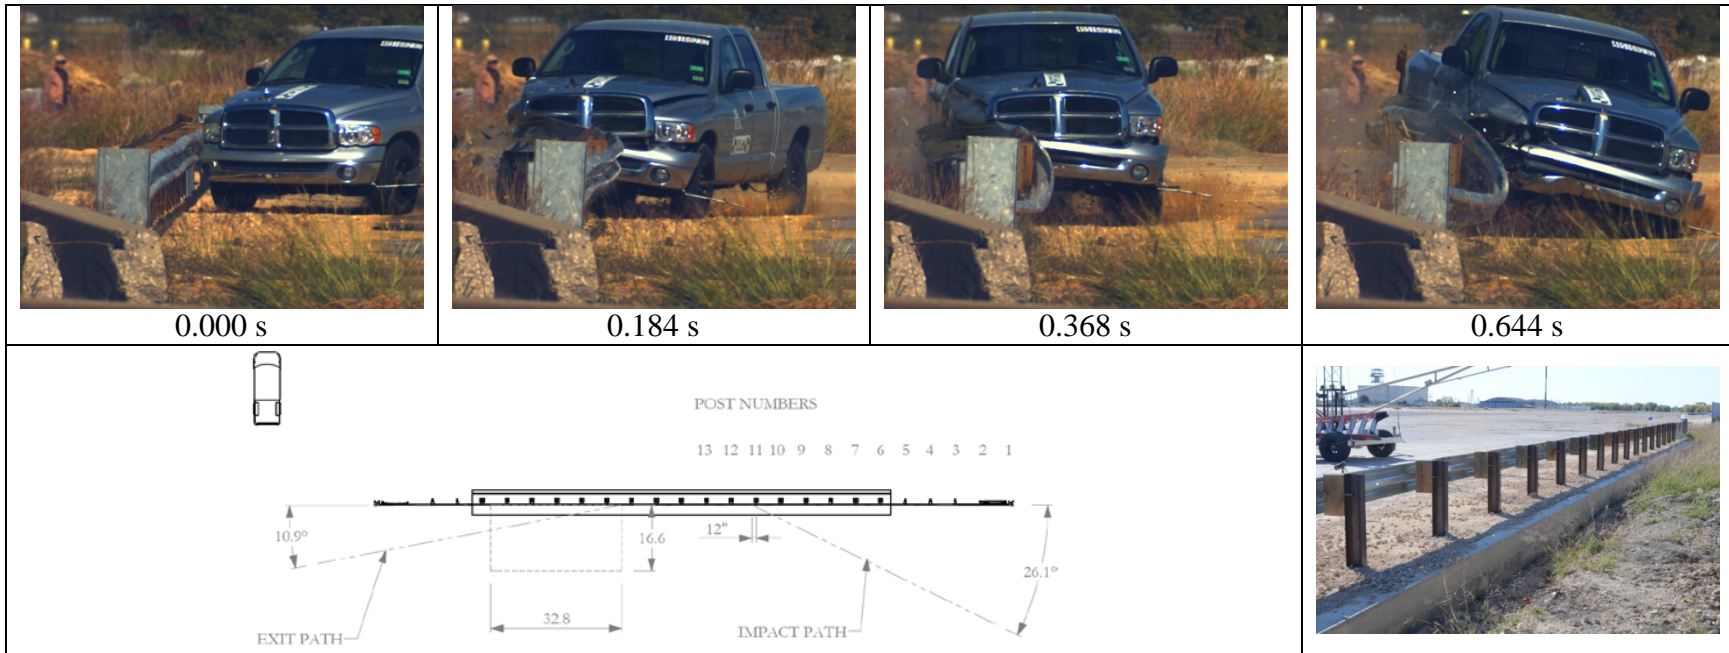 0.000 s
0.184 s
0.368 s
0.644 s
POST NUMBERS
13 12 11 10 9 8 7 6 5 4 3 2 1
10.9°
16.6
12"
26.1°
32.8
EXIT PATH
IMPACT PATH